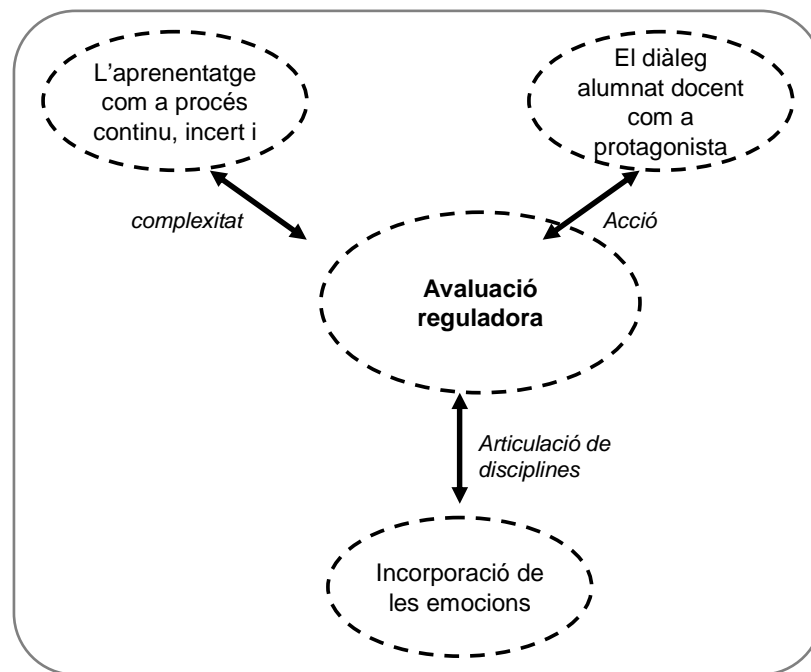 L'aprenentatge
com a procés
continu, incert i
El diàleg
alumnat docent
com a
protagonista
complexitat
Acció
Avaluació
reguladora
Articulació de
disciplines
Incorporació de
les emocions